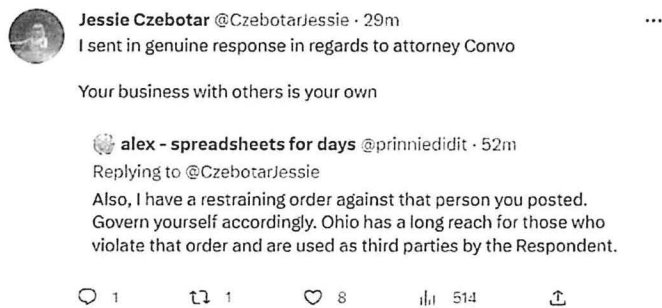 Jessie Czebotar @CzebotarJessie · 29m
I sent in genuine response in regards to attorney Convo
Your business with others is your own
alex - spreadsheets for days @prinniedidit · 52m
Replying to @CzebotarJessie
Also, I have a restraining order against that person you posted.
Govern yourself accordingly. Ohio has a long reach for those who
violate that order and are used as third parties by the Respondent.
1 1 8 514